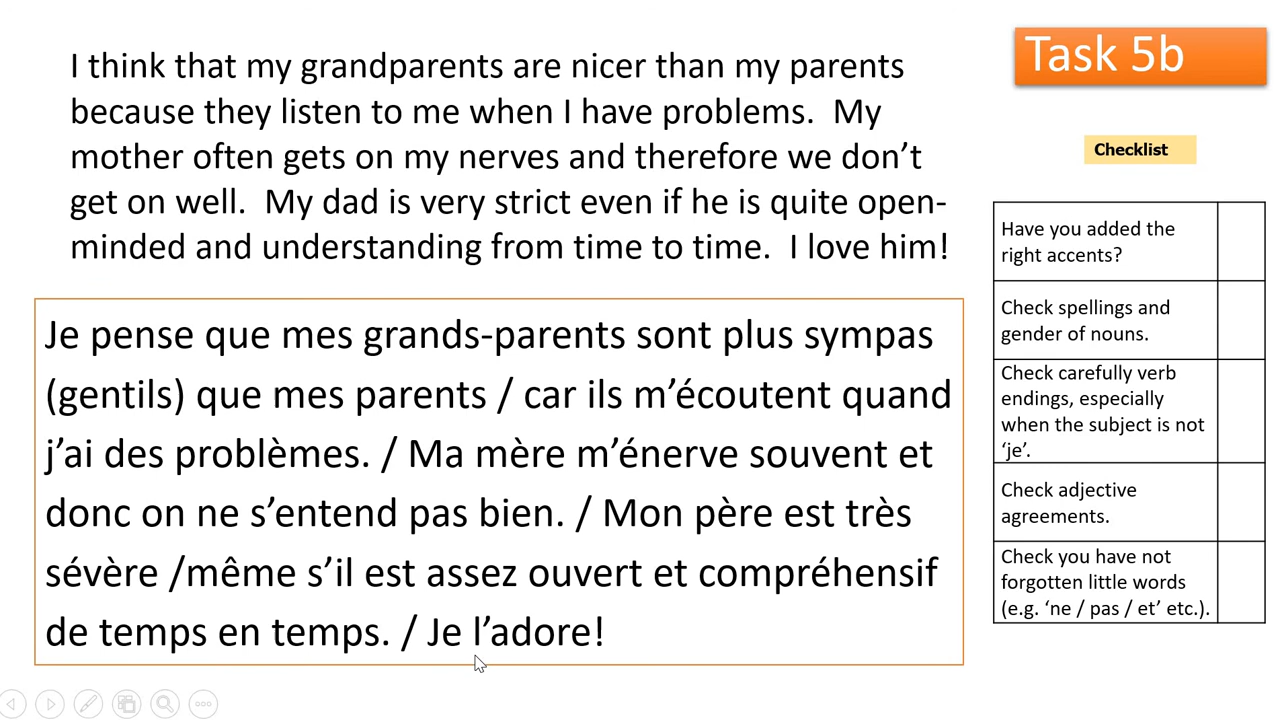 I think that my grandparents are nicer than my parents
because they listen to me when I have problems.  My
mother often gets on my nerves and therefore we don’t
get on well.  My dad is very strict even if he is quite open-
minded and understanding from time to time.  I love him!
Je pense que mes grands-parents sont plus sympas
(gentils) que mes parents / car ils m’écoutent quand
j’ai des problèmes. / Ma mère m’énerve souvent et
donc on ne s’entend pas bien. / Mon père est très
sévère /même s’il est assez ouvert et compréhensif
de temps en temps. / Je l’adore!
Task 5b
Checklist
Have you added the
right accents?
Check spellings and
gender of nouns.
Check carefully verb
endings, especially
when the subject is not
‘je’.
Check adjective
agreements.
Check you have not
forgotten little words
(e.g. ‘ne / pas / et’ etc.).